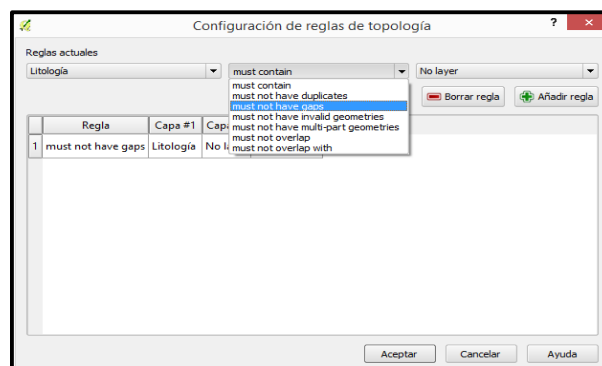 Configuración de reglas de topología
?
Reglas actuales
Litología
must contain
No layer
must contain
must not have duplicates
must not have gaps
must not have invalid geometries
must not have multi-part geometries
must not overlap
must not overlap with
Borrar regla
Añadir regla
Regla
Capa #1
1
must not have gaps
Litología
Aceptar
Cancelar
Ayuda